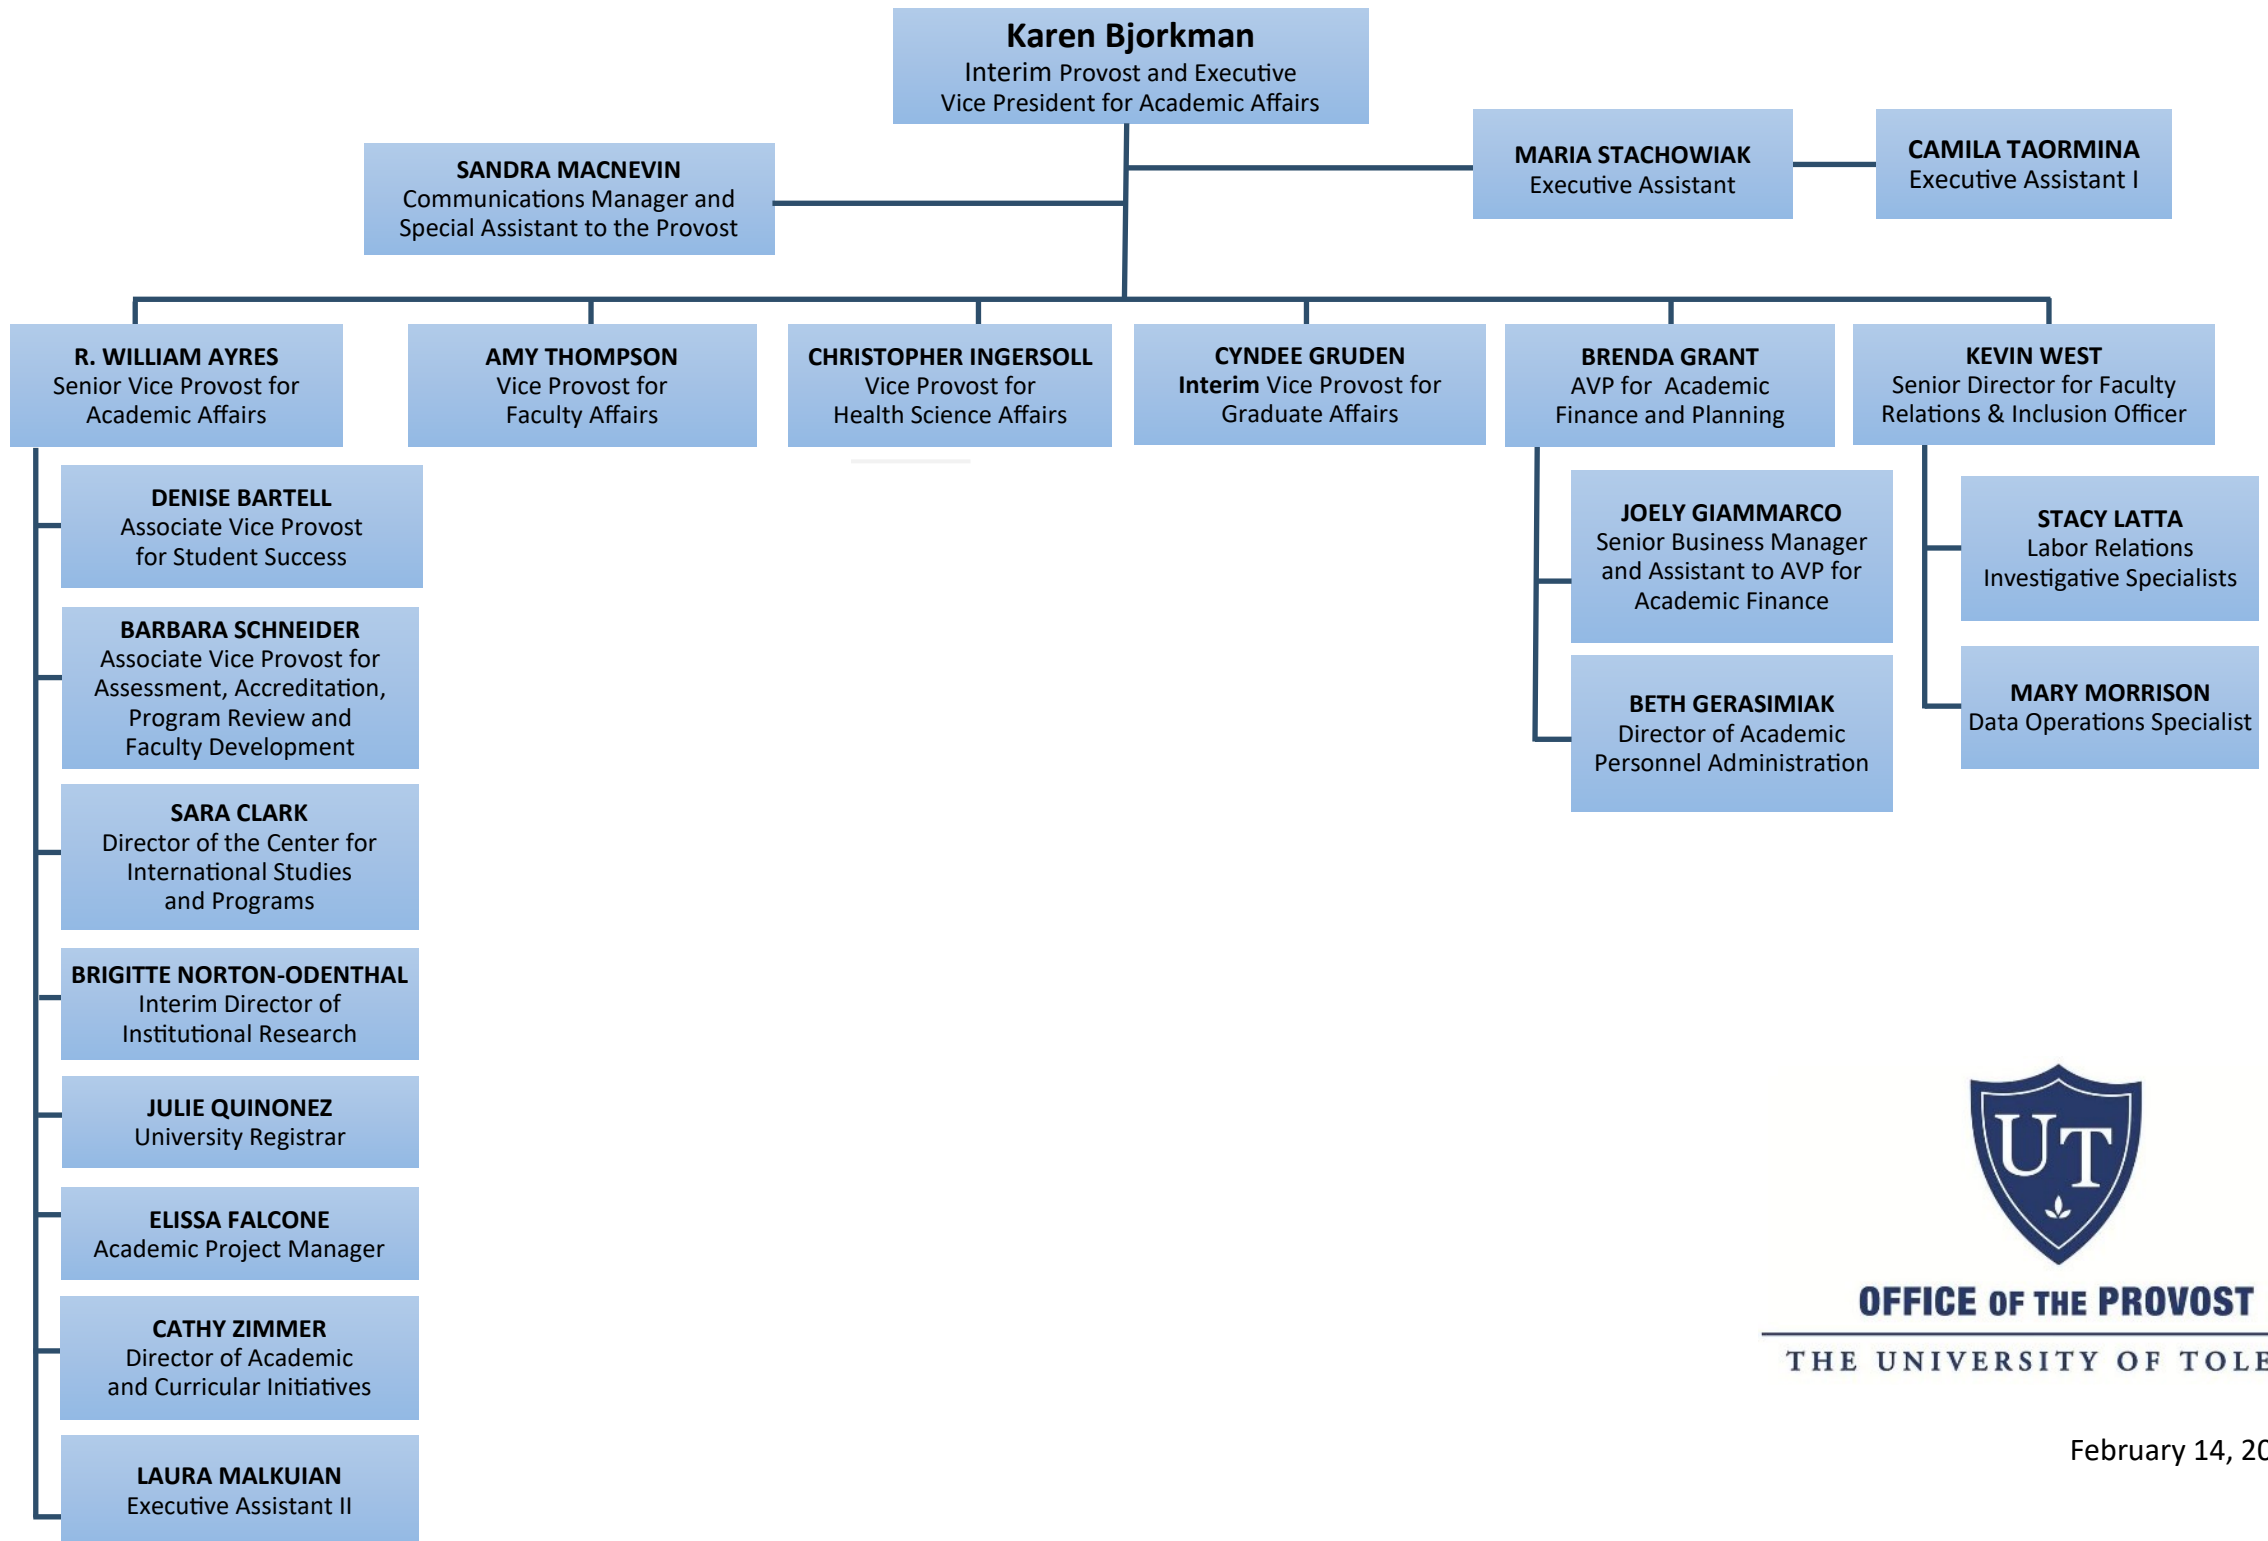 Karen Bjorkman
Interim Provost and Executive
Vice President for Academic Affairs
SANDRA MACNEVIN
Communications Manager and
Special Assistant to the Provost
MARIA STACHOWIAK
Executive Assistant
CAMILA TAORMINA
Executive Assistant I
R. WILLIAM AYRES
Senior Vice Provost for
Academic Affairs
AMY THOMPSON
Vice Provost for
Faculty Affairs
CHRISTOPHER INGERSOLL
Vice Provost for
Health Science Affairs
CYNDEE GRUDEN
Interim Vice Provost for
Graduate Affairs
BRENDA GRANT
AVP for Academic
Finance and Planning
KEVIN WEST
Senior Director for Faculty
Relations & Inclusion Officer
DENISE BARTELL
Associate Vice Provost
for Student Success
BARBARA SCHNEIDER
Associate Vice Provost for
Assessment, Accreditation,
Program Review and
Faculty Development
SARA CLARK
Director of the Center for
International Studies
and Programs
BRIGITTE NORTON-ODENTHAL
Interim Director of
Institutional Research
JULIE QUINONEZ
University Registrar
ELISSA FALCONE
Academic Project Manager
CATHY ZIMMER
Director of Academic
and Curricular Initiatives
LAURA MALKUIAN
Executive Assistant II
JOELY GIAMMARCO
Senior Business Manager
and Assistant to AVP for
Academic Finance
BETH GERASIMIAK
Director of Academic
Personnel Administration
STACY LATTA
Labor Relations
Investigative Specialists
MARY MORRISON
Data Operations Specialist
UT
OFFICE OF THE PROVOST
THE UNIVERSITY OF
February 14,